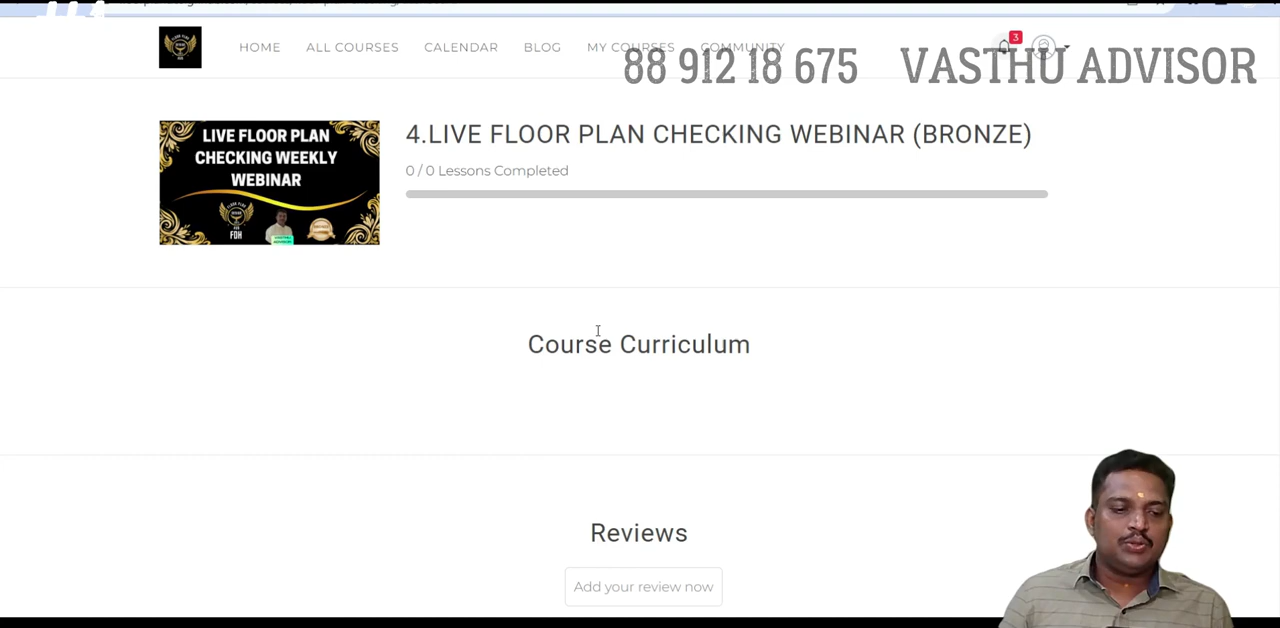 HOME ALL COURSES CALENDAR BLOG MY COURSES COMMUNITY
3
88 912 18 675 VASTHU ADVISOR
LIVE FLOOR PLAN
CHECKING WEEKLY
WEBINAR
FDH
4.LIVE FLOOR PLAN CHECKING WEBINAR (BRONZE)
0 / 0 Lessons Completed
Course Curriculum
Reviews
Add your review now